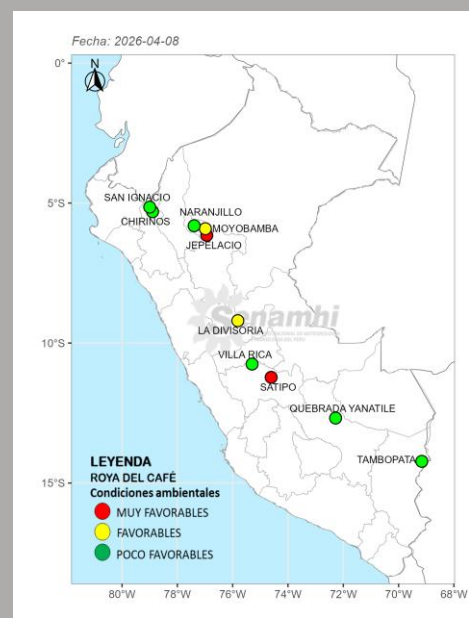 Fecha: 2026-04-08
N
0°
5°S
10°S
15°S
SAN IGNACIO
CHIRINOS
NARANJILLO
MOYOBAMBA
JEPELACIO
Senamhi
LA DIVISORIA
VILLA RICA
SATIPO
QUEBRADA YANATILE
TAMBOPATA
LEYENDA
ROYA DEL CAFÉ
Condiciones ambientales
MUY FAVORABLES
FAVORABLES
POCO FAVORABLES
80°W 78°W 76°W 74°W 72°W 70°W 68°W